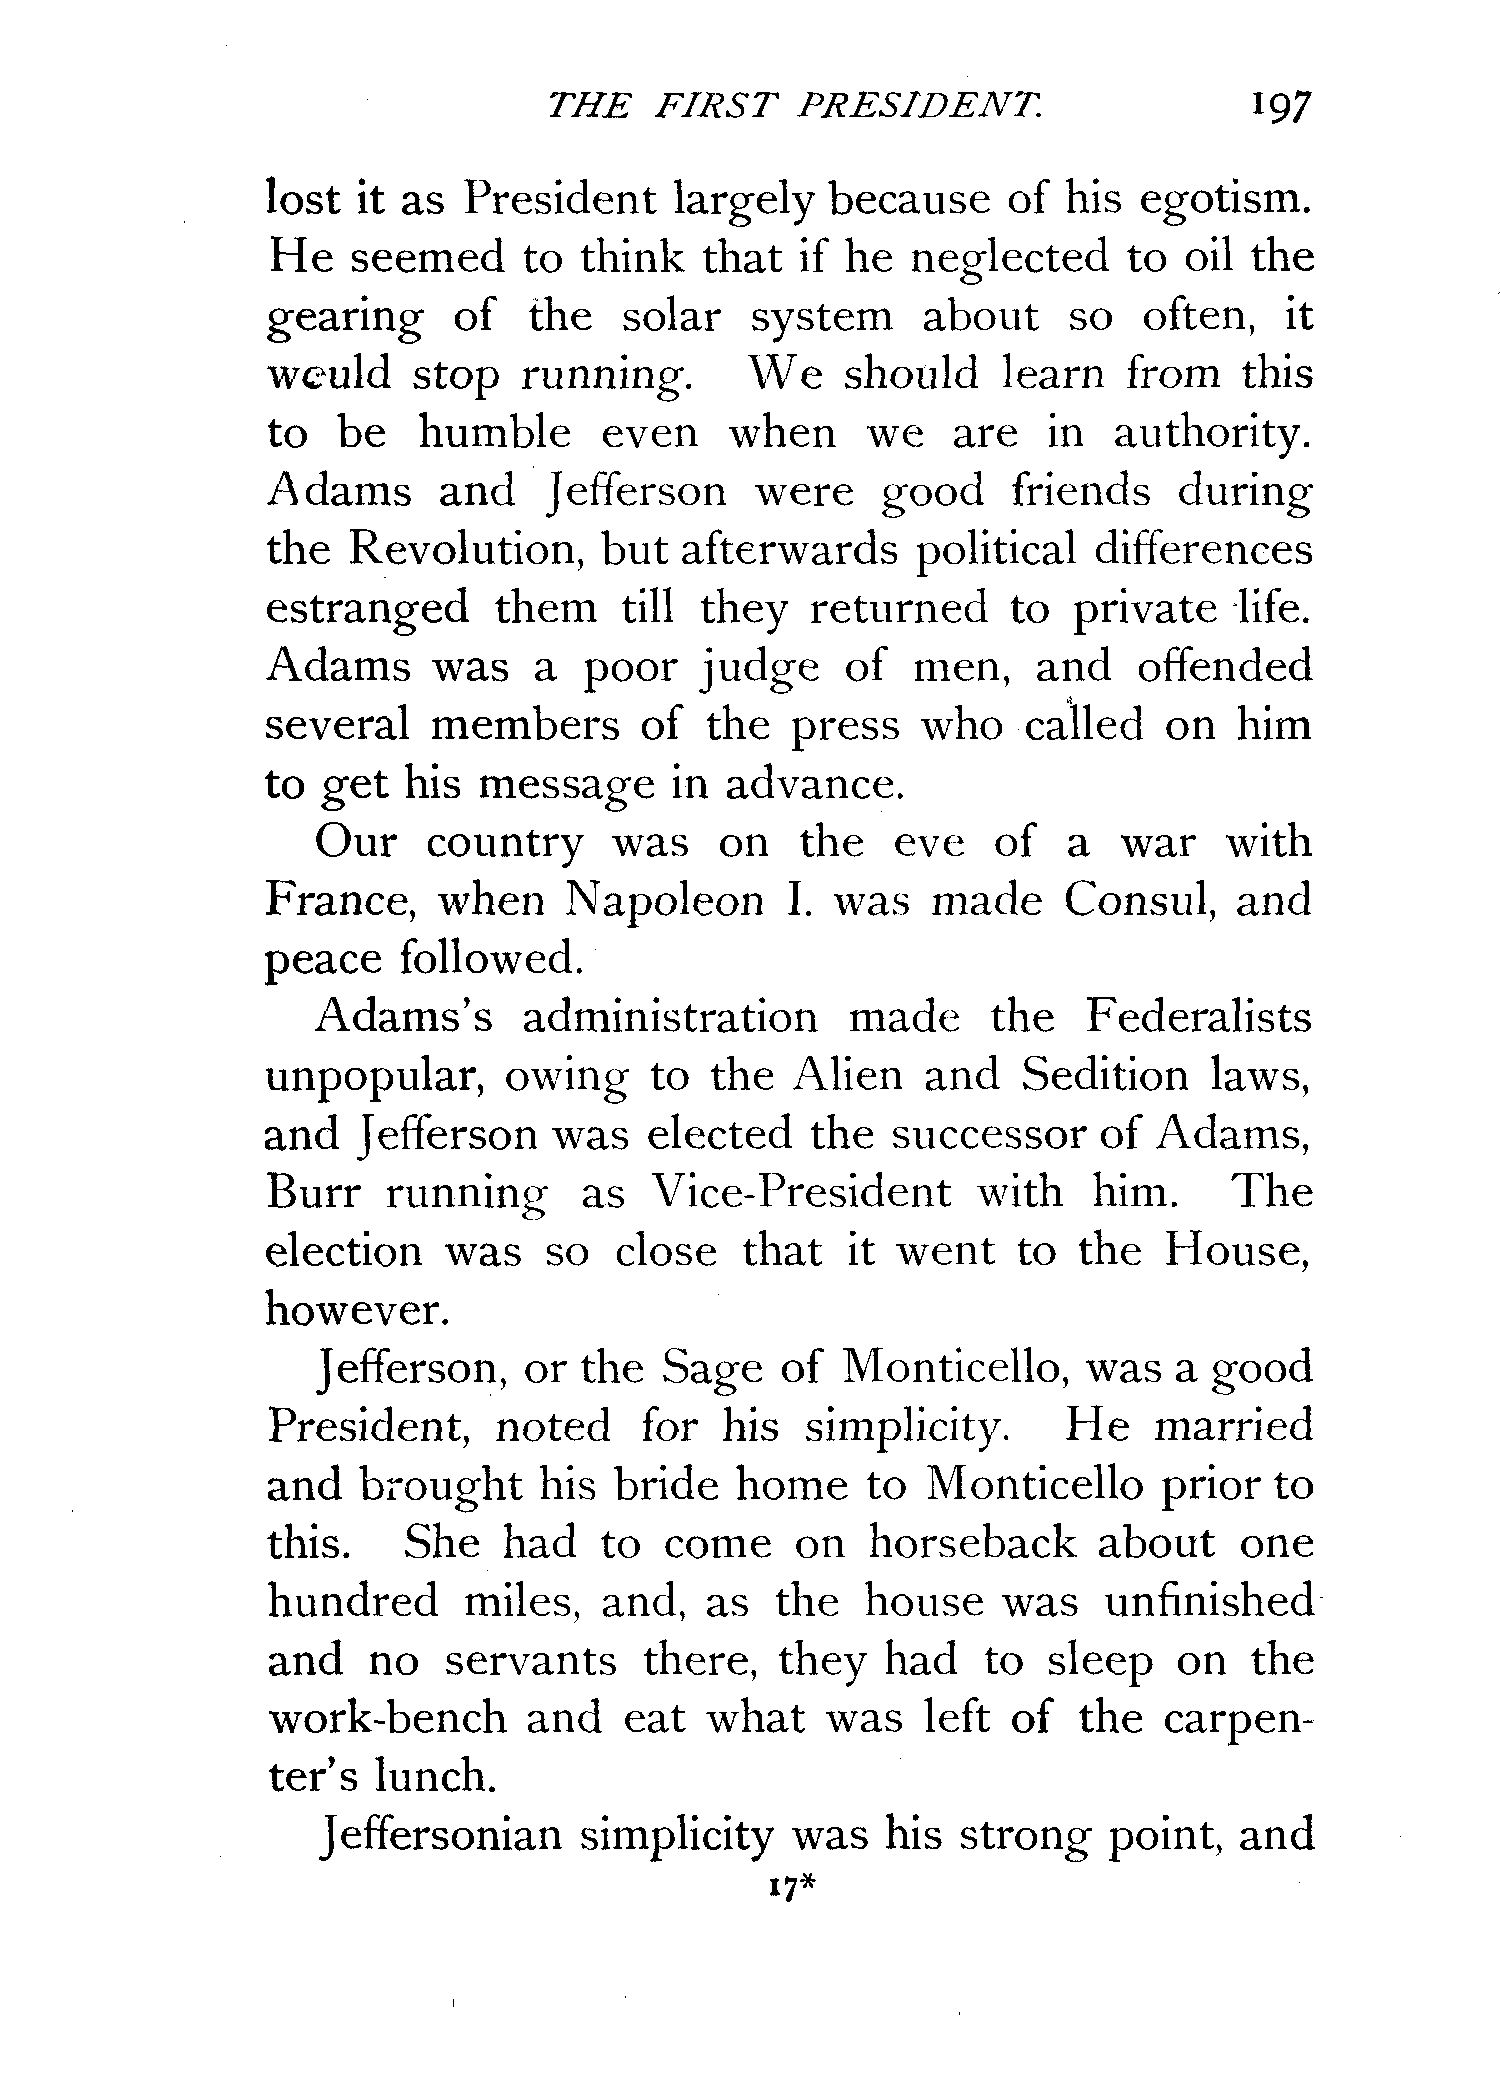 THE FIRST PRESIDENT. 197
lost it as President largely because of his egotism.
He seemed to think that if he neglected to oil the
gearing of the solar system about so often, it
would stop running. We should learn from this
to be humble even when we are in authority.
Adams and Jefferson were good friends during
the Revolution, but afterwards political differences
estranged them till they returned to private life.
Adams was a poor judge of men, and offended
several members of the press who called on him
to get his message in advance.
Our country was on the eve of a war with
France, when Napoleon I. was made Consul, and
peace followed.
Adams's administration made the Federalists
unpopular, owing to the Alien and Sedition laws,
and Jefferson was elected the successor of Adams,
Burr running as Vice-President with him. The
election was so close that it went to the House,
however.
Jefferson, or the Sage of Monticello, was a good
President, noted for his simplicity. He married
and brought his bride home to Monticello prior to
this. She had to come on horseback about one
hundred miles, and, as the house was unfinished
and no servants there, they had to sleep on the
work-bench and eat what was left of the carpen-
ter's lunch.
Jeffersonian simplicity was his strong point, and
17*